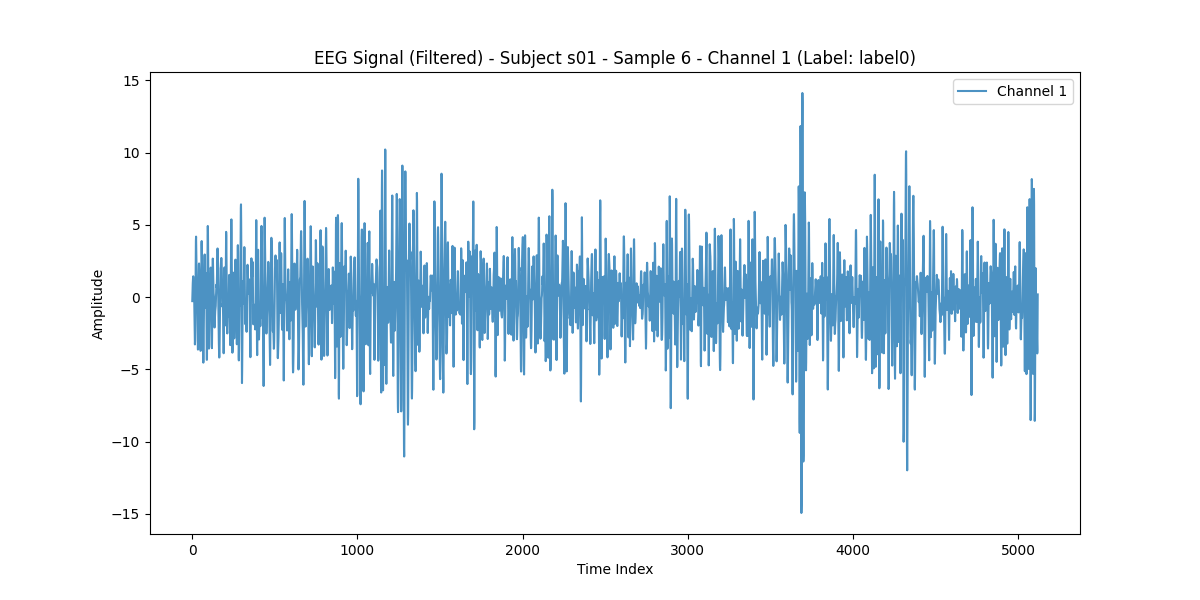 EEG Signal (Filtered) - Subject s01 - Sample 6 - Channel 1 (Label: label0)
Channel 1
15
10
5
0
−5
−10
−15
Amplitude
0 1000 2000 3000 4000 5000
Time Index